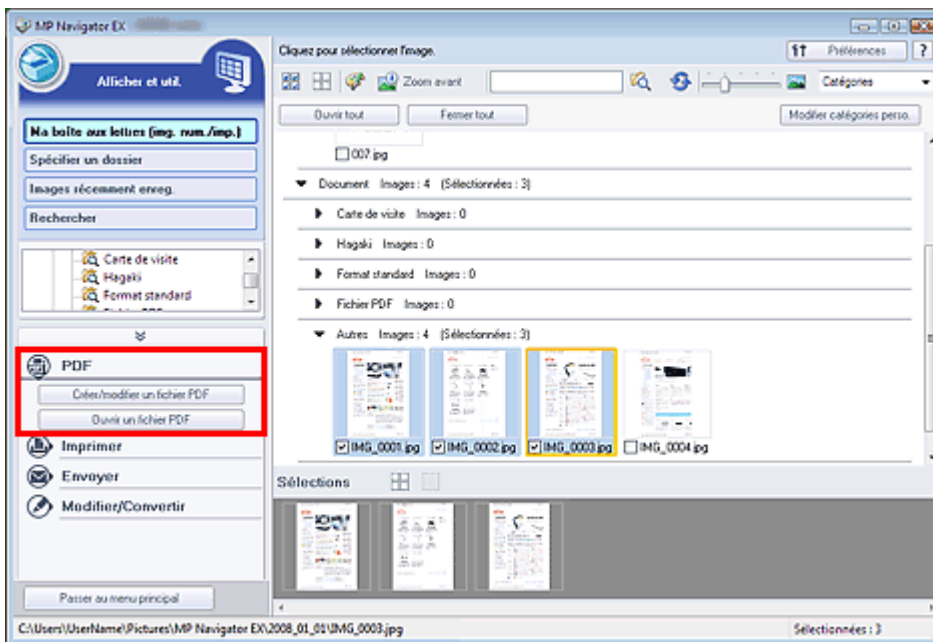 MP Navigator EX
Cliquez pour sélectionner l'image.
Préférences
?
Afficher et util.
Zoom avant
Catégories
Ouvrir tout
Fermer tout
Modifier catégories perso.
Ma boîte aux lettres (img. num./imp.)
Spécifier un dossier
Images récemment enreg.
Rechercher
007.jpg
Document Images : 4 (Sélectionnées : 3)
Carte de visite Images : 0
Hagaki Images : 0
Format standard Images : 0
Fichier PDF Images : 0
Autres Images : 4 (Sélectionnées : 3)
Carte de visite
Hagaki
Format standard
PDF
Créer/modifier un fichier PDF
Ouvrir un fichier PDF
Imprimer
Envoyer
Modifier/Convertir
IMG_0001.jpg
IMG_0002.jpg
IMG_0003.jpg
IMG_0004.jpg
Sélections
Passer au menu principal
C:\Users\UserName\Pictures\MP Navigator EX\2008_01_01\IMG_0003.jpg
Sélectionnées : 3